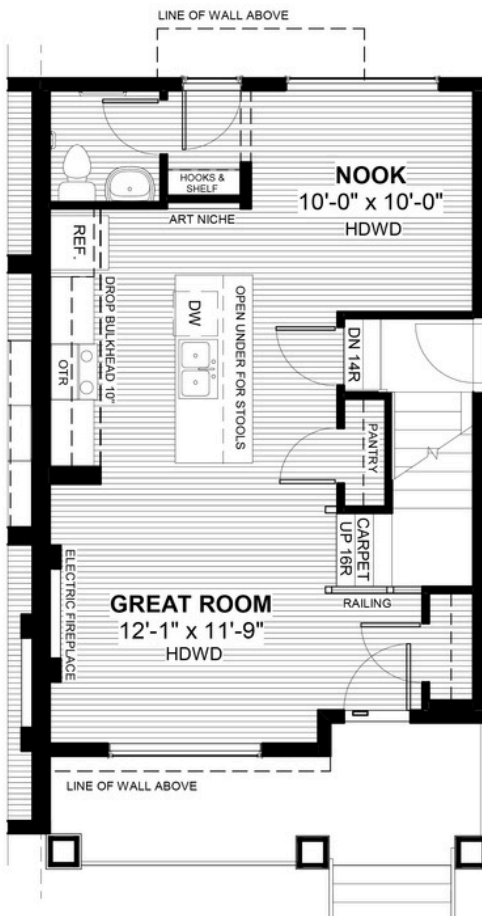 LINE OF WALL ABOVE
HOOKS &
SHELF
ART NICHE
NOOK
10'-0" x 10'-0"
HDWD
REF.
DROP BULKHEAD 10"
DW
OPEN UNDER FOR STOOLS
OTR
DN 14R
PANTRY
CARPET
UP 16R
RAILING
ELECTRIC FIREPLACE
GREAT ROOM
12'-1" x 11'-9"
HDWD
LINE OF WALL ABOVE